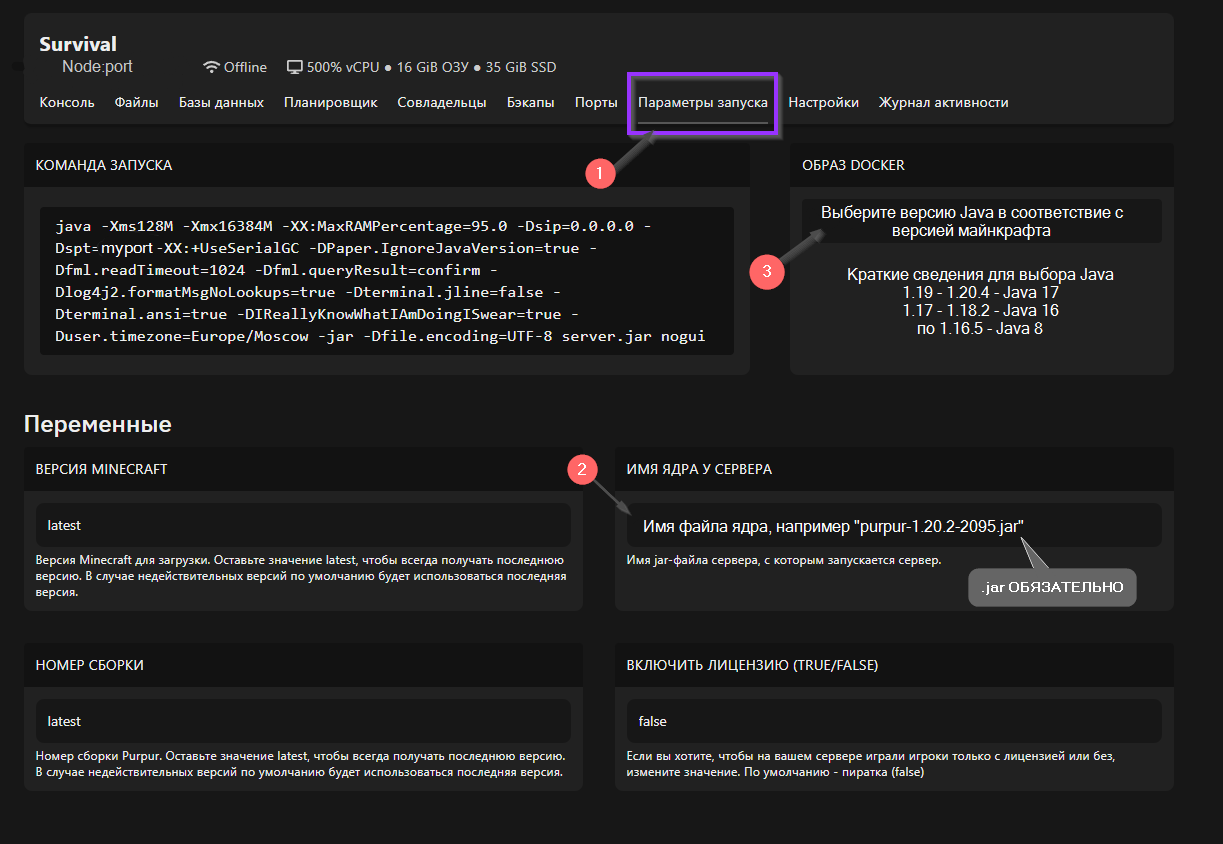 Survival
Node:port
Offline
500% vCPU ● 16 GiB ОЗУ ● 35 GiB SSD
Консоль
Файлы
Базы данных
Планировщик
Совладельцы
Бэкапы
Порты
Параметры запуска
Настройки
Журнал активности
1
КОМАНДА ЗАПУСКА
java -Xms128M -Xmx16384M -XX:MaxRAMPercentage=95.0 -Dsip=0.0.0.0 -
Dspt=myport -XX:+UseSerialGC -DPaper.IgnoreJavaVersion=true -
Dfml.readTimeout=1024 -Dfml.queryResult=confirm -
Dlog4j2.formatMsgNoLookups=true -Dterminal.jline=false -
Dterminal.ansi=true -DIReallyKnowWhatIAmDoingISwear=true -
Duser.timezone=Europe/Moscow -jar -Dfile.encoding=UTF-8 server.jar nogui
ОБРАЗ DOCKER
Выберите версию Java в соответствие с
версией майнкрафта
3
Краткие сведения для выбора Java
1.19 - 1.20.4 - Java 17
1.17 - 1.18.2 - Java 16
по 1.16.5 - Java 8
Переменные
ВЕРСИЯ MINECRAFT
latest
Версия Minecraft для загрузки. Оставьте значение latest, чтобы всегда получать последнюю
версию. В случае недействительных версий по умолчанию будет использоваться последняя
версия.
2
ИМЯ ЯДРА У СЕРВЕРА
Имя файла ядра, например "purpur-1.20.2-2095.jar"
Имя jar-файла сервера, с которым запускается сервер.
.jar ОБЯЗАТЕЛЬНО
НОМЕР СБОРКИ
latest
Номер сборки Purpur. Оставьте значение latest, чтобы всегда получать последнюю версию.
В случае недействительных версий по умолчанию будет использоваться последняя версия.
ВКЛЮЧИТЬ ЛИЦЕНЗИЮ (TRUE/FALSE)
false
Если вы хотите, чтобы на вашем сервере играли игроки только с лицензией или без,
измените значение. По умолчанию - пиратка (false)